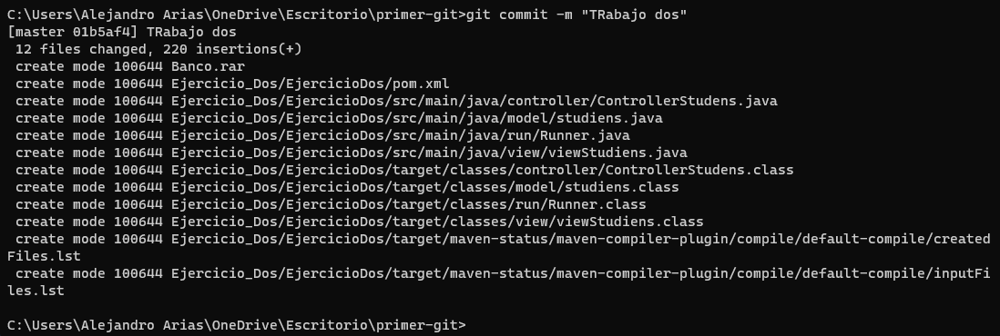 C:\Users\Alejandro Arias\OneDrive\Escritorio\primer-git>git commit -m "TRabajo dos"
[master 01b5af4] TRabajo dos
 12 files changed, 220 insertions(+)
 create mode 100644 Banco.rar
 create mode 100644 Ejercicio_Dos/EjercicioDos/pom.xml
 create mode 100644 Ejercicio_Dos/EjercicioDos/src/main/java/controller/ControllerStudens.java
 create mode 100644 Ejercicio_Dos/EjercicioDos/src/main/java/model/studiens.java
 create mode 100644 Ejercicio_Dos/EjercicioDos/src/main/java/run/Runner.java
 create mode 100644 Ejercicio_Dos/EjercicioDos/src/main/java/view/viewStudiens.java
 create mode 100644 Ejercicio_Dos/EjercicioDos/target/classes/controller/ControllerStudens.class
 create mode 100644 Ejercicio_Dos/EjercicioDos/target/classes/model/studiens.class
 create mode 100644 Ejercicio_Dos/EjercicioDos/target/classes/run/Runner.class
 create mode 100644 Ejercicio_Dos/EjercicioDos/target/classes/view/viewStudiens.class
 create mode 100644 Ejercicio_Dos/EjercicioDos/target/maven-status/maven-compiler-plugin/compile/default-compile/created
Files.lst
 create mode 100644 Ejercicio_Dos/EjercicioDos/target/maven-status/maven-compiler-plugin/compile/default-compile/inputFi
les.lst
C:\Users\Alejandro Arias\OneDrive\Escritorio\primer-git>